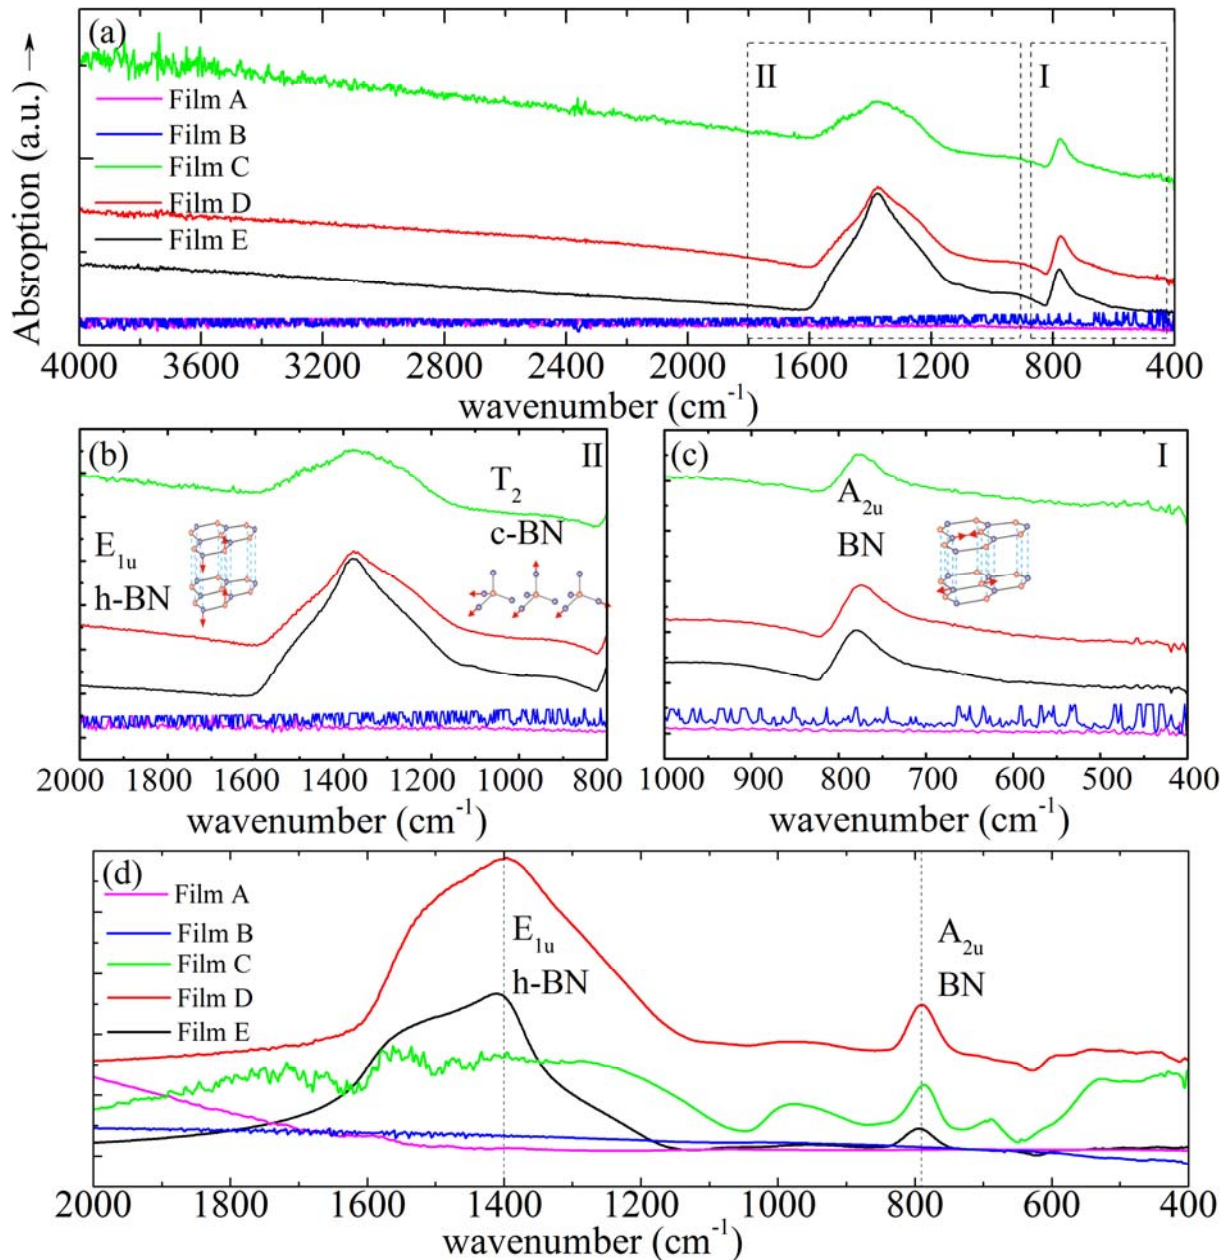 (a)
II
I
Absroption (a.u.) →
Film A
Film B
Film C
Film D
Film E
4000 3600 3200 2800 2400 2000 1600 1200 800 400
wavenumber (cm⁻¹)
(b)
II
T₂
c-BN
E₁ᵤ
h-BN
2000 1800 1600 1400 1200 1000 800
wavenumber (cm⁻¹)
(c)
I
A₂ᵤ
BN
1000 900 800 700 600 500 400
wavenumber (cm⁻¹)
(d)
Film A
Film B
Film C
Film D
Film E
E₁ᵤ
h-BN
A₂ᵤ
BN
2000 1800 1600 1400 1200 1000 800 600 400
wavenumber (cm⁻¹)